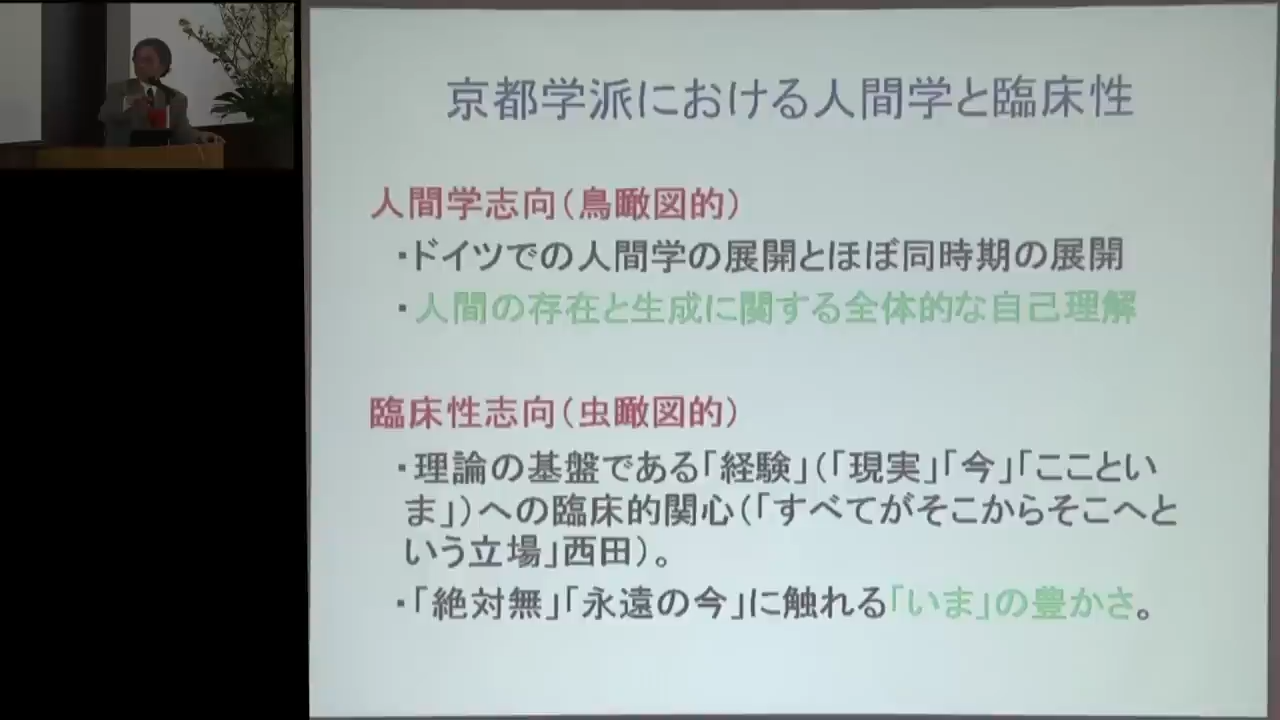 京都学派における人間学と臨床性
人間学志向(鳥瞰図的)
・ドイツでの人間学の展開とほぼ同時期の展開
・人間の存在と生成に関する全体的な自己理解
臨床性志向(虫瞰図的)
・理論の基盤である「経験」(「現実」「今」「こことい
ま」)への臨床的関心(「すべてがそこからそこへと
いう立場」西田)。
・「絶対無」「永遠の今」に触れる「いま」の豊かさ。